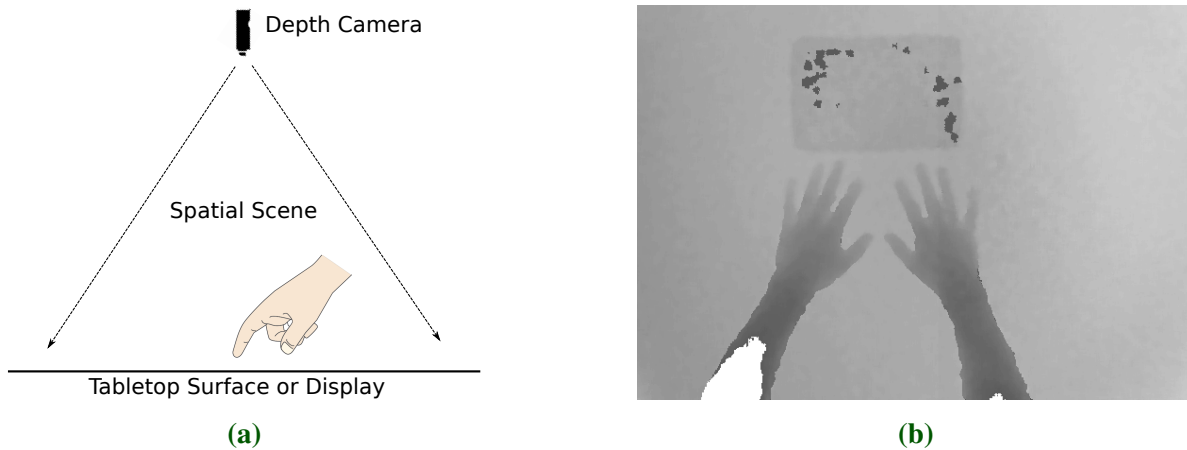 Depth Camera
Spatial Scene
Tabletop Surface or Display
(a)
(b)